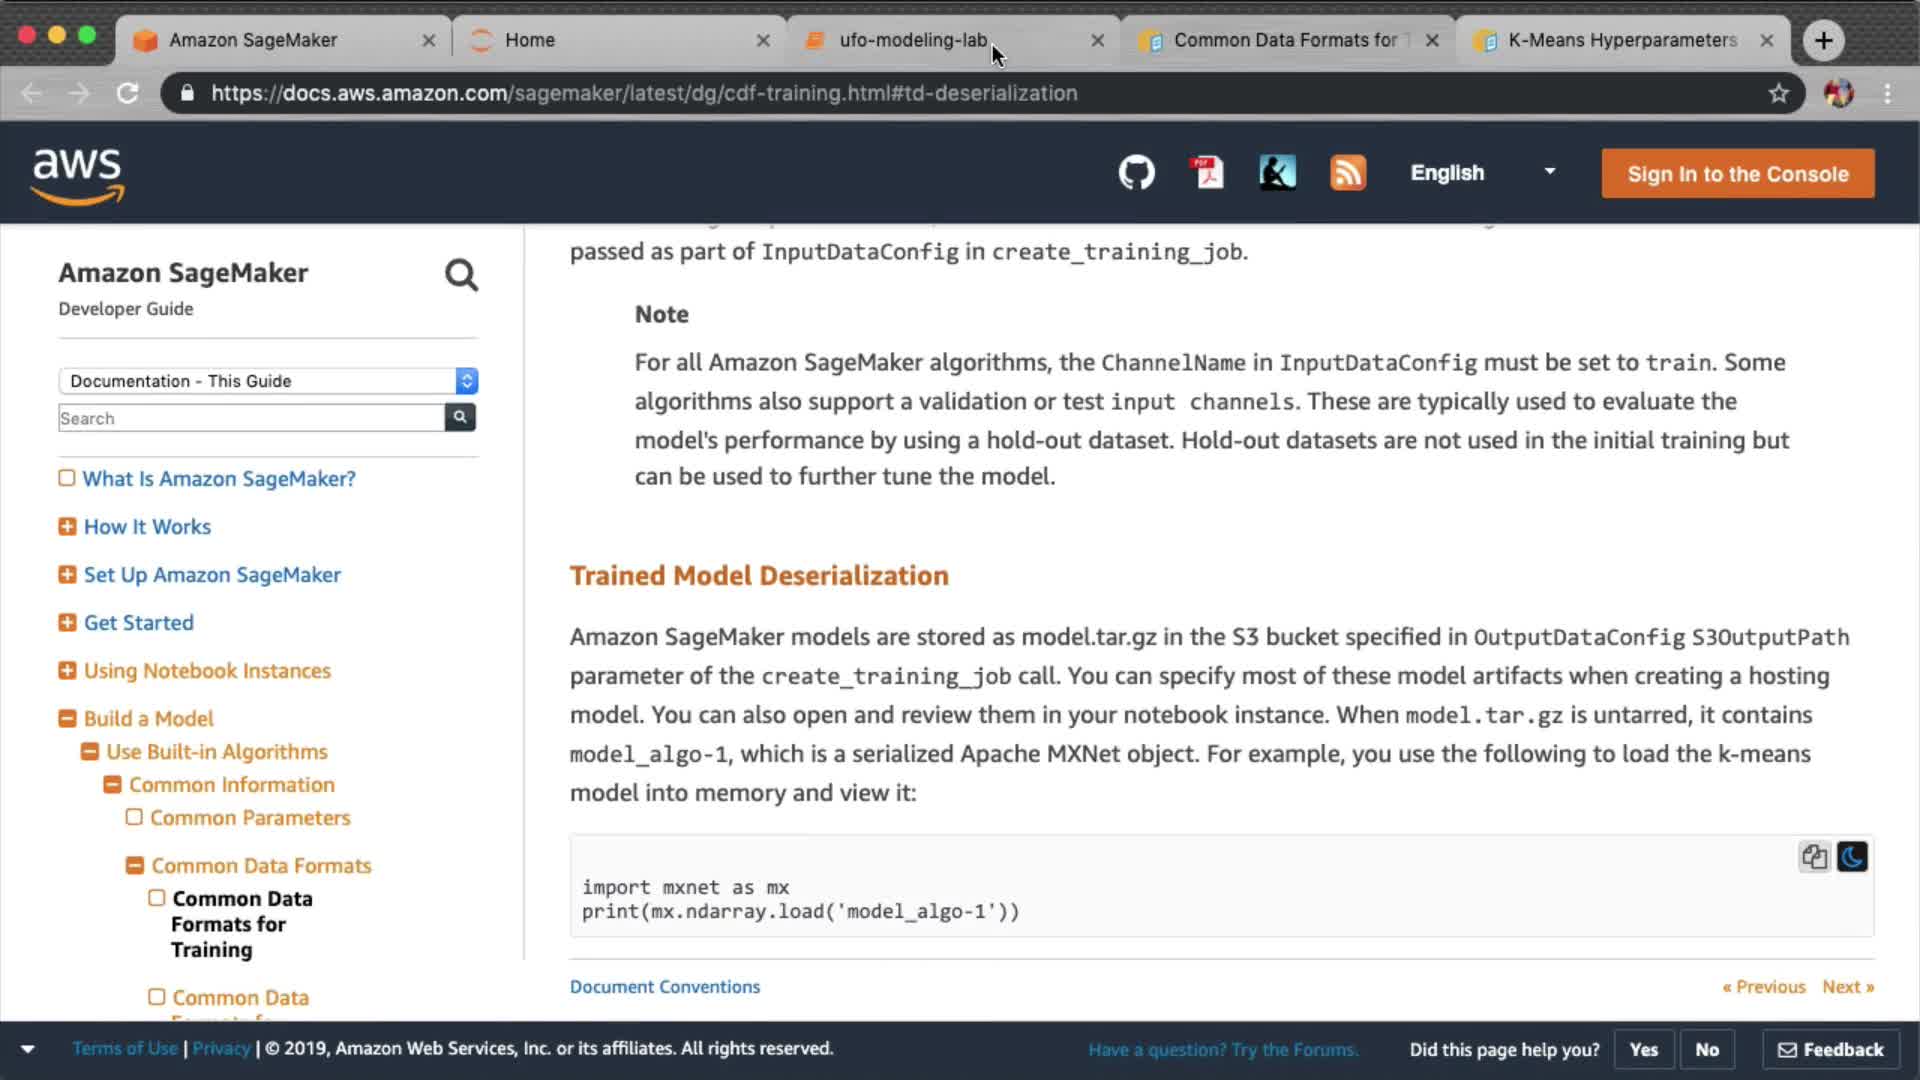 Amazon SageMaker
Home
ufo-modeling-lab
Common Data Formats for
K-Means Hyperparameters
https://docs.aws.amazon.com/sagemaker/latest/dg/cdf-training.html#td-deserialization
aws
English
Sign In to the Console
Amazon SageMaker
Developer Guide
Documentation - This Guide
Search
What Is Amazon SageMaker?
How It Works
Set Up Amazon SageMaker
Get Started
Using Notebook Instances
Build a Model
Use Built-in Algorithms
Common Information
Common Parameters
Common Data Formats
Common Data
Formats for
Training
Common Data
passed as part of InputDataConfig in create_training_job.
Note
For all Amazon SageMaker algorithms, the ChannelName in InputDataConfig must be set to train. Some
algorithms also support a validation or test input channels. These are typically used to evaluate the
model's performance by using a hold-out dataset. Hold-out datasets are not used in the initial training but
can be used to further tune the model.
Trained Model Deserialization
Amazon SageMaker models are stored as model.tar.gz in the S3 bucket specified in OutputDataConfig S3OutputPath
parameter of the create_training_job call. You can specify most of these model artifacts when creating a hosting
model. You can also open and review them in your notebook instance. When model.tar.gz is untarred, it contains
model_algo-1, which is a serialized Apache MXNet object. For example, you use the following to load the k-means
model into memory and view it:
import mxnet as mx
print(mx.ndarray.load('model_algo-1'))
Document Conventions
« Previous Next »
Terms of Use | Privacy | © 2019, Amazon Web Services, Inc. or its affiliates. All rights reserved.
Have a question? Try the Forums.
Did this page help you?
Yes
No
Feedback